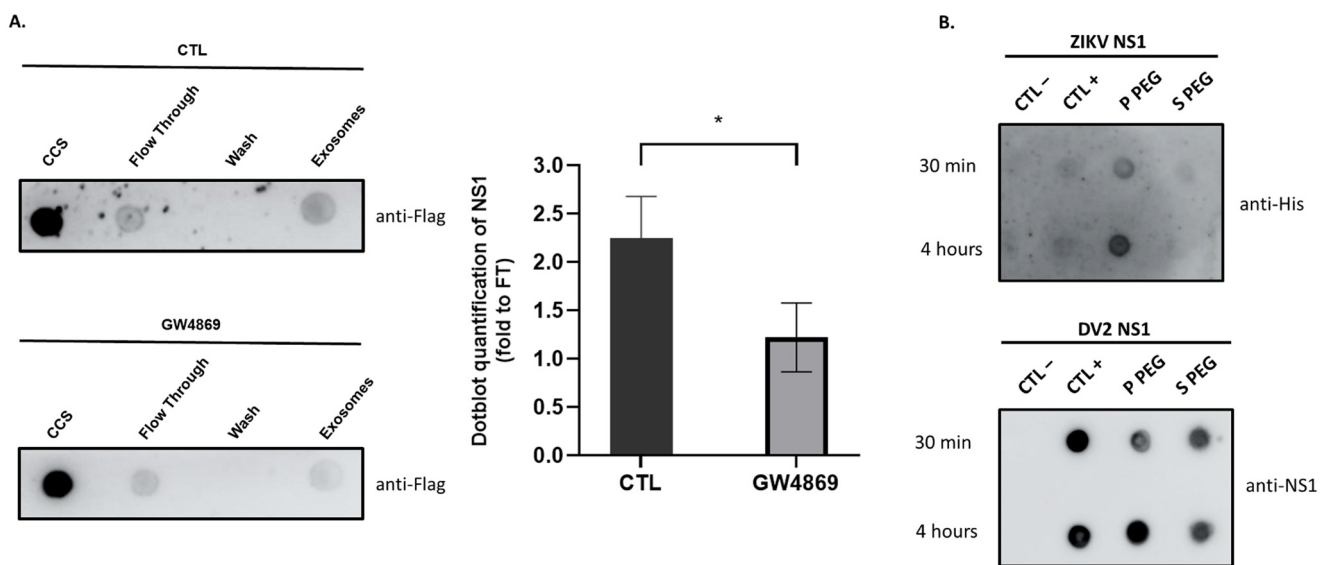 A.
CTL
CCS
Flow Through
Wash
Exosomes
anti-Flag
GW4869
CCS
Flow Through
Wash
Exosomes
anti-Flag
Dotblot quantification of NS1
(fold to FT)
3.0
2.5
2.0
1.5
1.0
0.5
0.0
*
CTL
GW4869
B.
ZIKV NS1
CTL –
CTL +
P PEG
S PEG
30 min
4 hours
anti-His
DV2 NS1
CTL –
CTL +
P PEG
S PEG
30 min
4 hours
anti-NS1